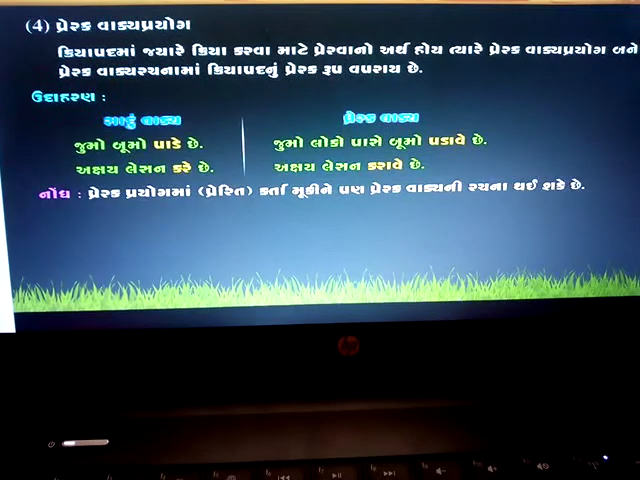 (4) પ્રેરક વાક્યપ્રયોગ
ક્રિયાપદમાં જ્યારે ક્રિયા કરવા માટે પ્રેરવાનો અર્થ હોય ત્યારે પ્રેરક વાક્યપ્રયોગ બને
પ્રેરક વાક્યરચનામાં ક્રિયાપદનું પ્રેરક રૂપ વપરાય છે.
ઉદાહરણ :
સાદું વાક્ય પ્રેરક વાક્ય
જુમો બૂમો પાડે છે. જુમો લોકો પાસે બૂમો પડાવે છે.
અક્ષય લેસન કરે છે. અક્ષય લેસન કરાવે છે.
નોંધ : પ્રેરક પ્રયોગમાં (પ્રેરિત) કર્તા મૂકીને પણ પ્રેરક વાક્યની રચના થઈ શકે છે.
hp